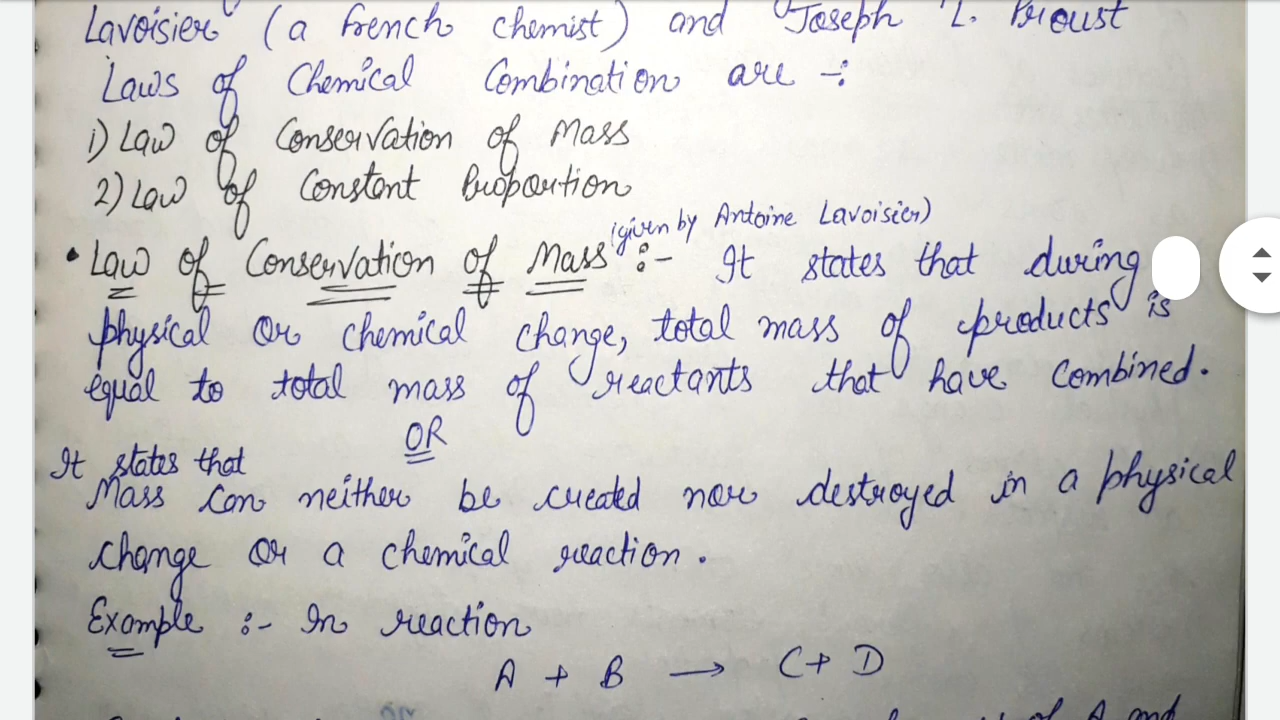 Lavoisier (a french chemist) and Joseph L. Proust
Laws of Chemical Combination are :-
1) Law of Conservation of Mass
2) Law of Constant Proportion
(given by Antoine Lavoisier)
• Law of Conservation of Mass :- It states that during
physical or chemical change, total mass of products is
equal to total mass of reactants that have combined.
OR
It states that
Mass can neither be created nor destroyed in a physical
change or a chemical reaction.
Example :- In reaction
A + B → C + D
of A and